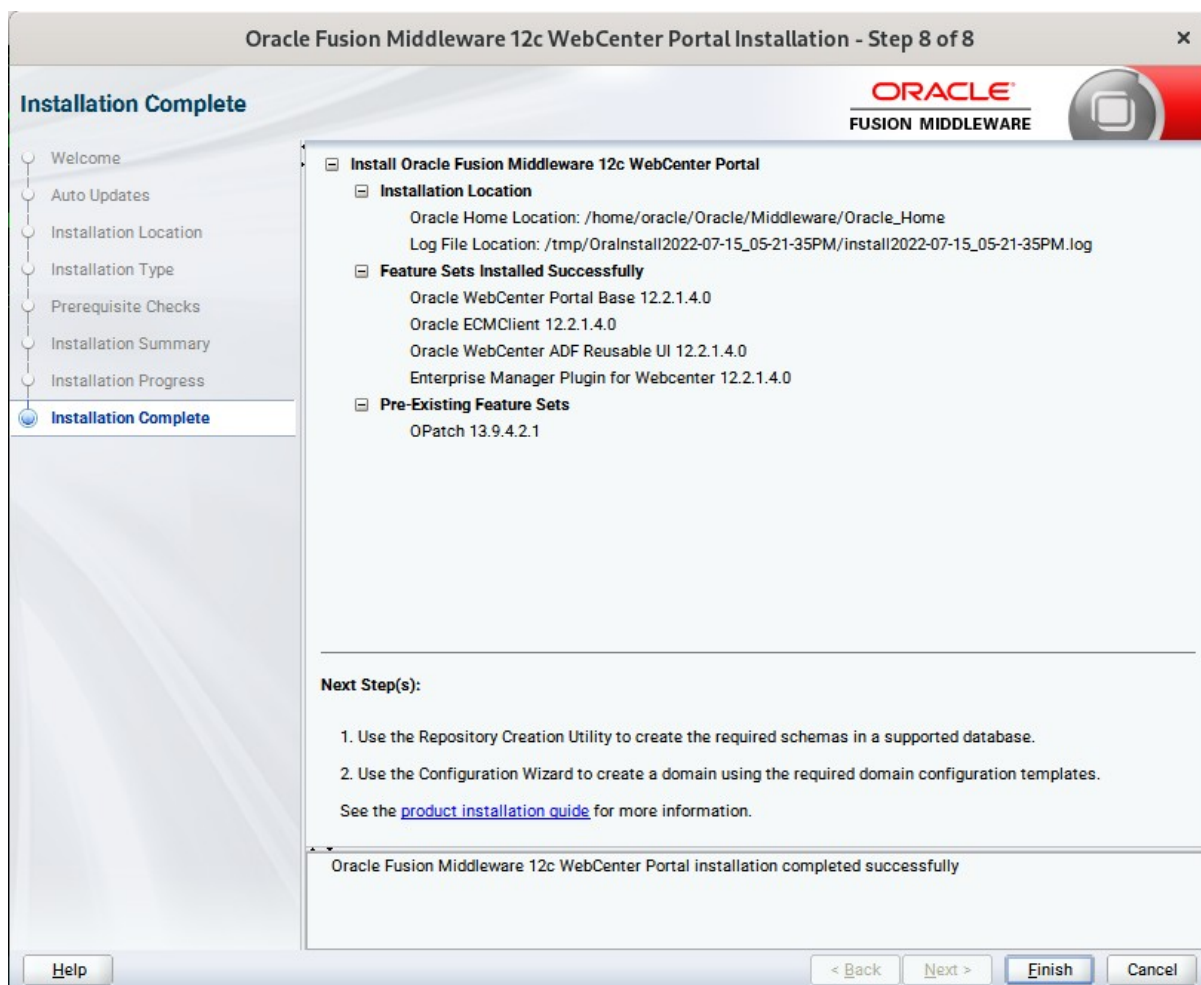 Oracle Fusion Middleware 12c WebCenter Portal Installation - Step 8 of 8
Installation Complete
ORACLE
FUSION MIDDLEWARE
Welcome
Auto Updates
Installation Location
Installation Type
Prerequisite Checks
Installation Summary
Installation Progress
Installation Complete
Install Oracle Fusion Middleware 12c WebCenter Portal
Installation Location
Oracle Home Location: /home/oracle/Oracle/Middleware/Oracle_Home
Log File Location: /tmp/OraInstall2022-07-15_05-21-35PM/install2022-07-15_05-21-35PM.log
Feature Sets Installed Successfully
Oracle WebCenter Portal Base 12.2.1.4.0
Oracle ECMClient 12.2.1.4.0
Oracle WebCenter ADF Reusable UI 12.2.1.4.0
Enterprise Manager Plugin for Webcenter 12.2.1.4.0
Pre-Existing Feature Sets
OPatch 13.9.4.2.1
Next Step(s):
1. Use the Repository Creation Utility to create the required schemas in a supported database.
2. Use the Configuration Wizard to create a domain using the required domain configuration templates.
See the product installation guide for more information.
Oracle Fusion Middleware 12c WebCenter Portal installation completed successfully
Help
< Back
Next >
Finish
Cancel